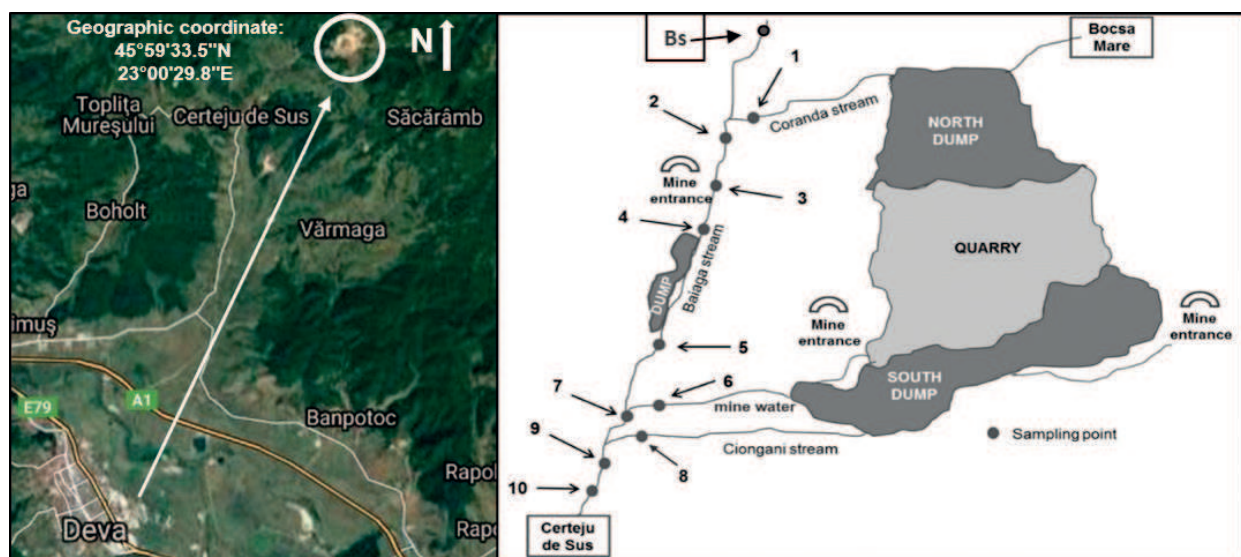 Geographic coordinate:
45°59'33.5"N
23°00'29.8"E
N
Toplița
Mureșului
Certeju de Sus
Săcărâmb
ga
Boholt
Vărmaga
imuș
A1
E79
Banpotoc
Rapol
Deva
Rap
Bs
Bocsa
Mare
1
2
Coranda stream
NORTH
DUMP
Mine
entrance
3
4
Baiaga stream
QUARRY
DUMP
Mine
entrance
Mine
entrance
5
6
7
mine water
SOUTH
DUMP
9
Ciongani stream
8
Sampling point
10
Certeju
de Sus